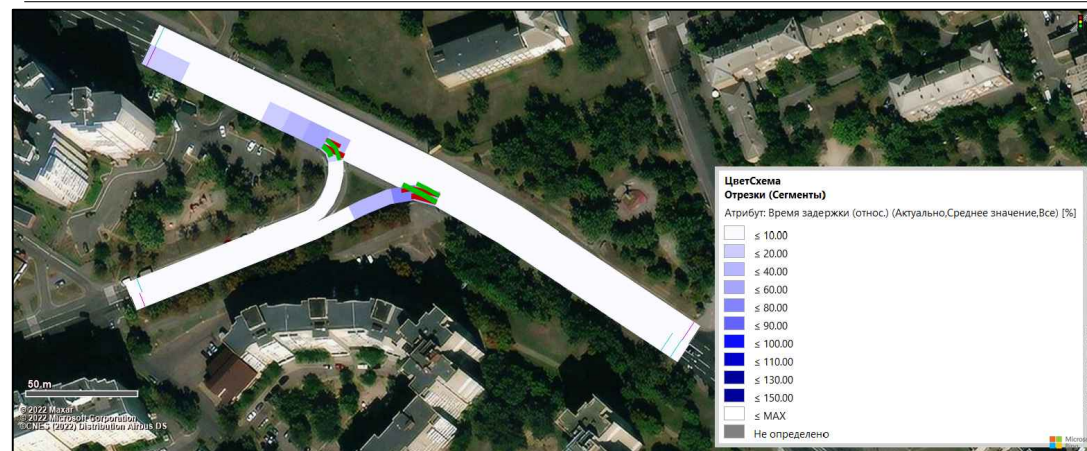 ЦветСхема
Отрезки (Сегменты)
Атрибут: Время задержки (относ.) (Актуально,Среднее значение,Все) [%]
≤ 10.00
≤ 20.00
≤ 40.00
≤ 60.00
≤ 80.00
≤ 90.00
≤ 100.00
≤ 110.00
≤ 130.00
≤ 150.00
≤ MAX
Не определено
50 m
© 2022 Maxar
© 2022 Microsoft Corporation
©CNES (2022) Distribution Airbus DS